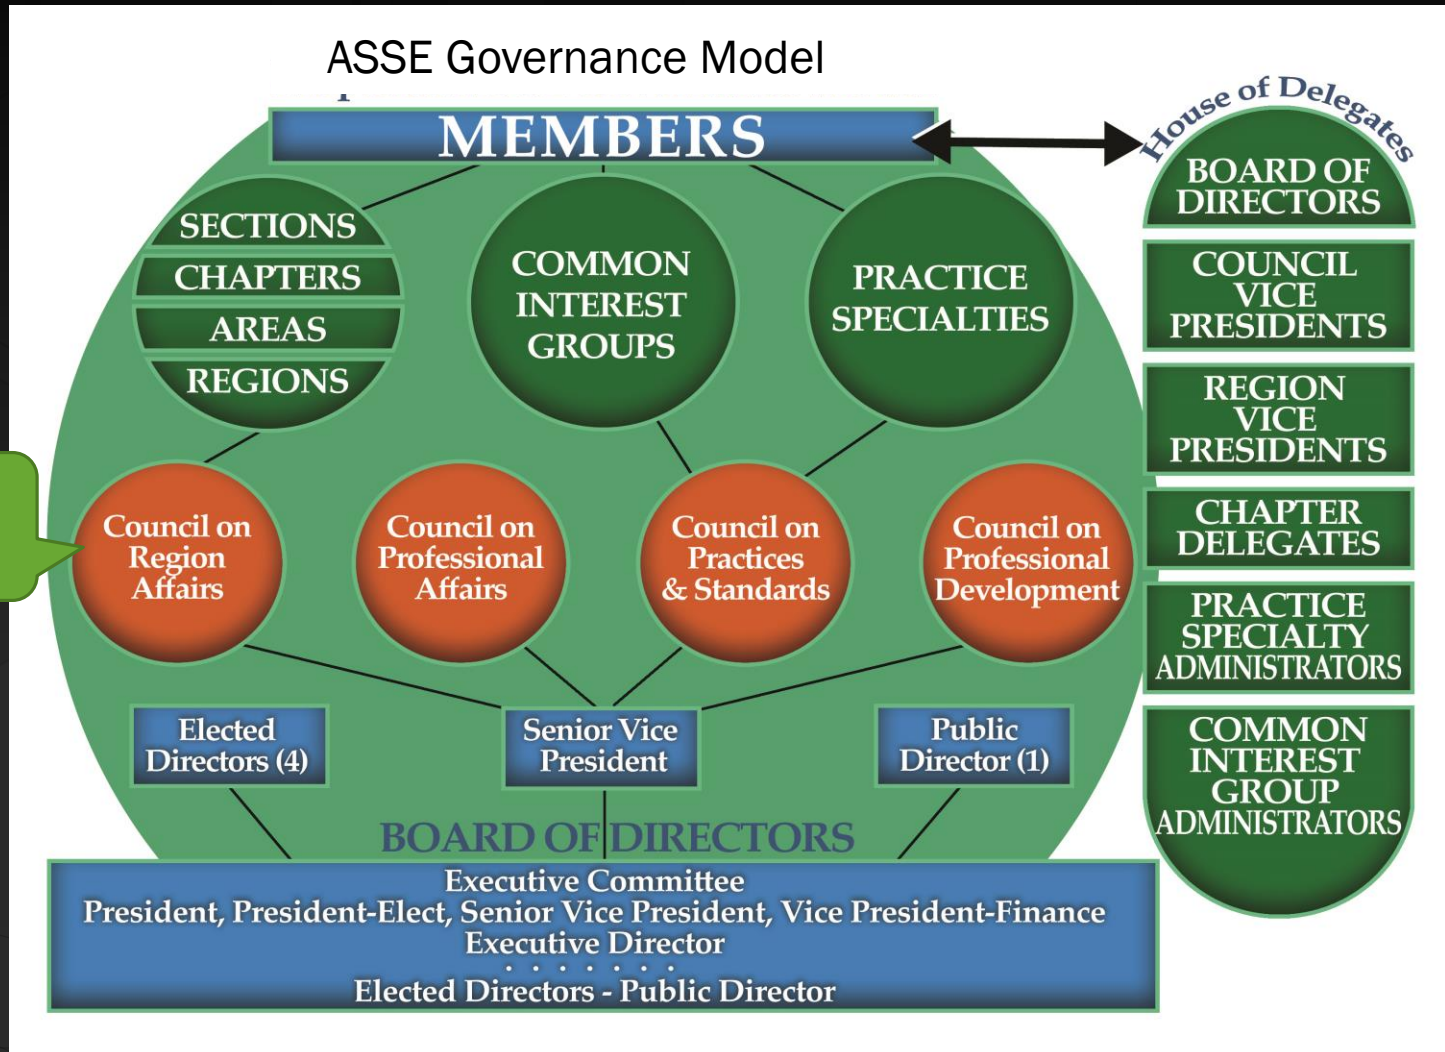 ASSE Governance Model
MEMBERS
House of Delegates
BOARD OF
DIRECTORS
COUNCIL
VICE
PRESIDENTS
REGION
VICE
PRESIDENTS
CHAPTER
DELEGATES
PRACTICE
SPECIALTY
ADMINISTRATORS
COMMON
INTEREST
GROUP
ADMINISTRATORS
SECTIONS
CHAPTERS
AREAS
REGIONS
COMMON
INTEREST
GROUPS
PRACTICE
SPECIALTIES
Council on
Region
Affairs
Council on
Professional
Affairs
Council on
Practices
& Standards
Council on
Professional
Development
Elected
Directors (4)
Senior Vice
President
Public
Director (1)
BOARD OF DIRECTORS
Executive Committee
President, President-Elect, Senior Vice President, Vice President-Finance
Executive Director
. . . . . . .
Elected Directors - Public Director